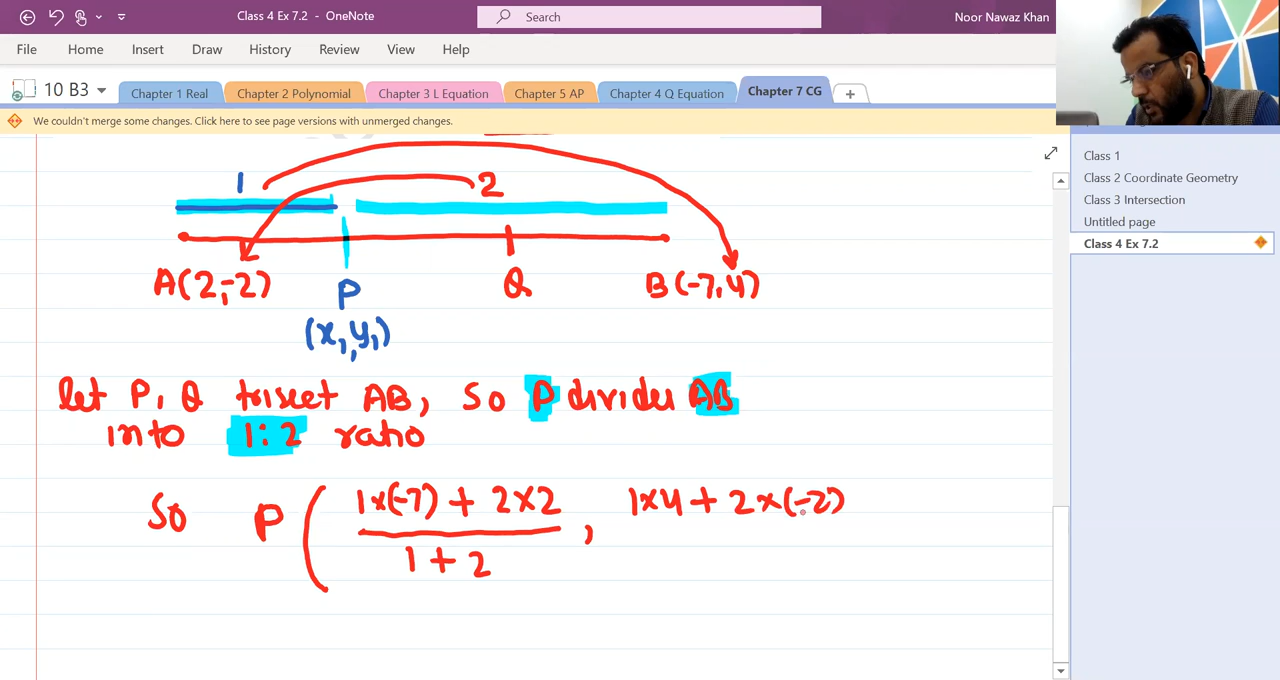 Class 4 Ex 7.2 - OneNote
Search
Noor Nawaz Khan
File Home Insert Draw History Review View Help
10 B3
Chapter 1 Real
Chapter 2 Polynomial
Chapter 3 L Equation
Chapter 5 AP
Chapter 4 Q Equation
Chapter 7 CG
We couldn't merge some changes. Click here to see page versions with unmerged changes.
Class 1
Class 2 Coordinate Geometry
Class 3 Intersection
Untitled page
Class 4 Ex 7.2
1 2
A(2,-2) P Q B(-7,4)
(x₁,y₁)
let P, Q trisect AB, So P divides AB
into 1:2 ratio
So P ( 1×(-7) + 2×2 , 1×4 + 2×(-2)
1 + 2